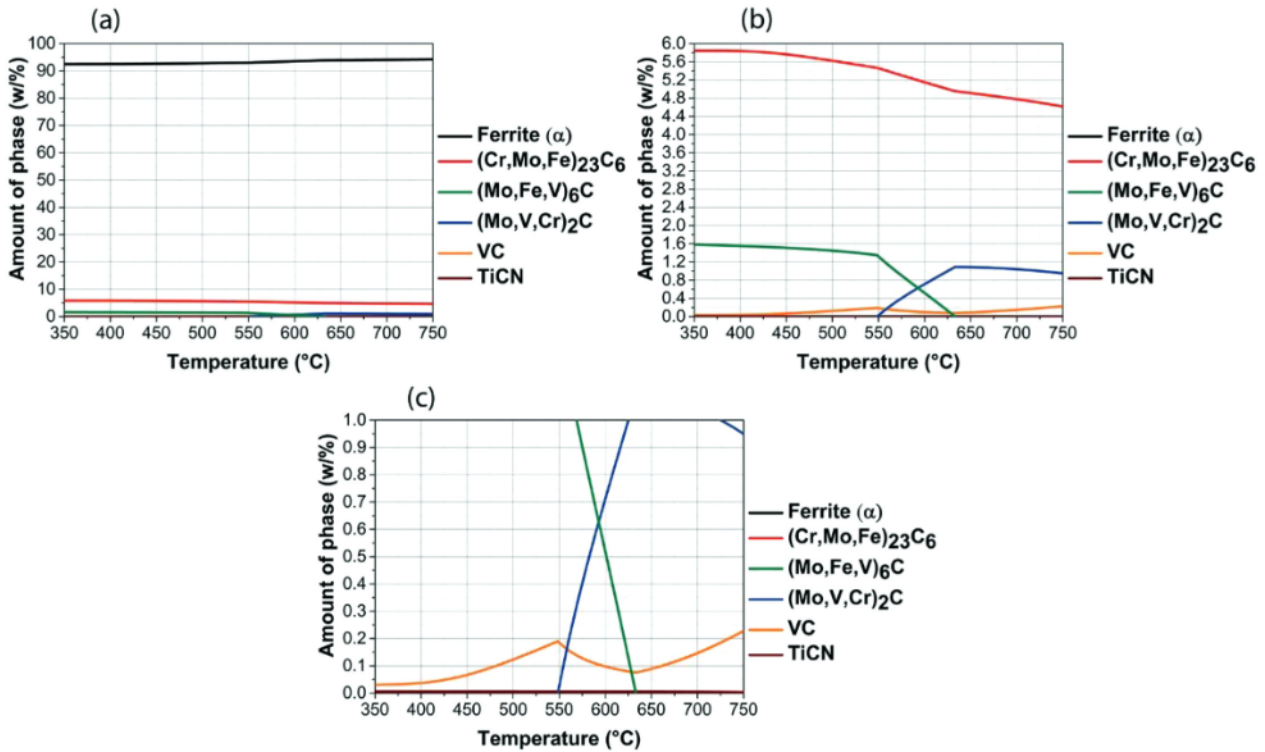 (a)
Amount of phase (w/%)
100
90
80
70
60
50
40
30
20
10
0
350 400 450 500 550 600 650 700 750
Temperature (°C)
Ferrite (α)
(Cr,Mo,Fe)23C6
(Mo,Fe,V)6C
(Mo,V,Cr)2C
VC
TiCN
(b)
Amount of phase (w/%)
6.0
5.6
5.2
4.8
4.4
4.0
3.6
3.2
2.8
2.4
2.0
1.6
1.2
0.8
0.4
0.0
350 400 450 500 550 600 650 700 750
Temperature (°C)
Ferrite (α)
(Cr,Mo,Fe)23C6
(Mo,Fe,V)6C
(Mo,V,Cr)2C
VC
TiCN
(c)
Amount of phase (w/%)
1.0
0.9
0.8
0.7
0.6
0.5
0.4
0.3
0.2
0.1
0.0
350 400 450 500 550 600 650 700 750
Temperature (°C)
Ferrite (α)
(Cr,Mo,Fe)23C6
(Mo,Fe,V)6C
(Mo,V,Cr)2C
VC
TiCN